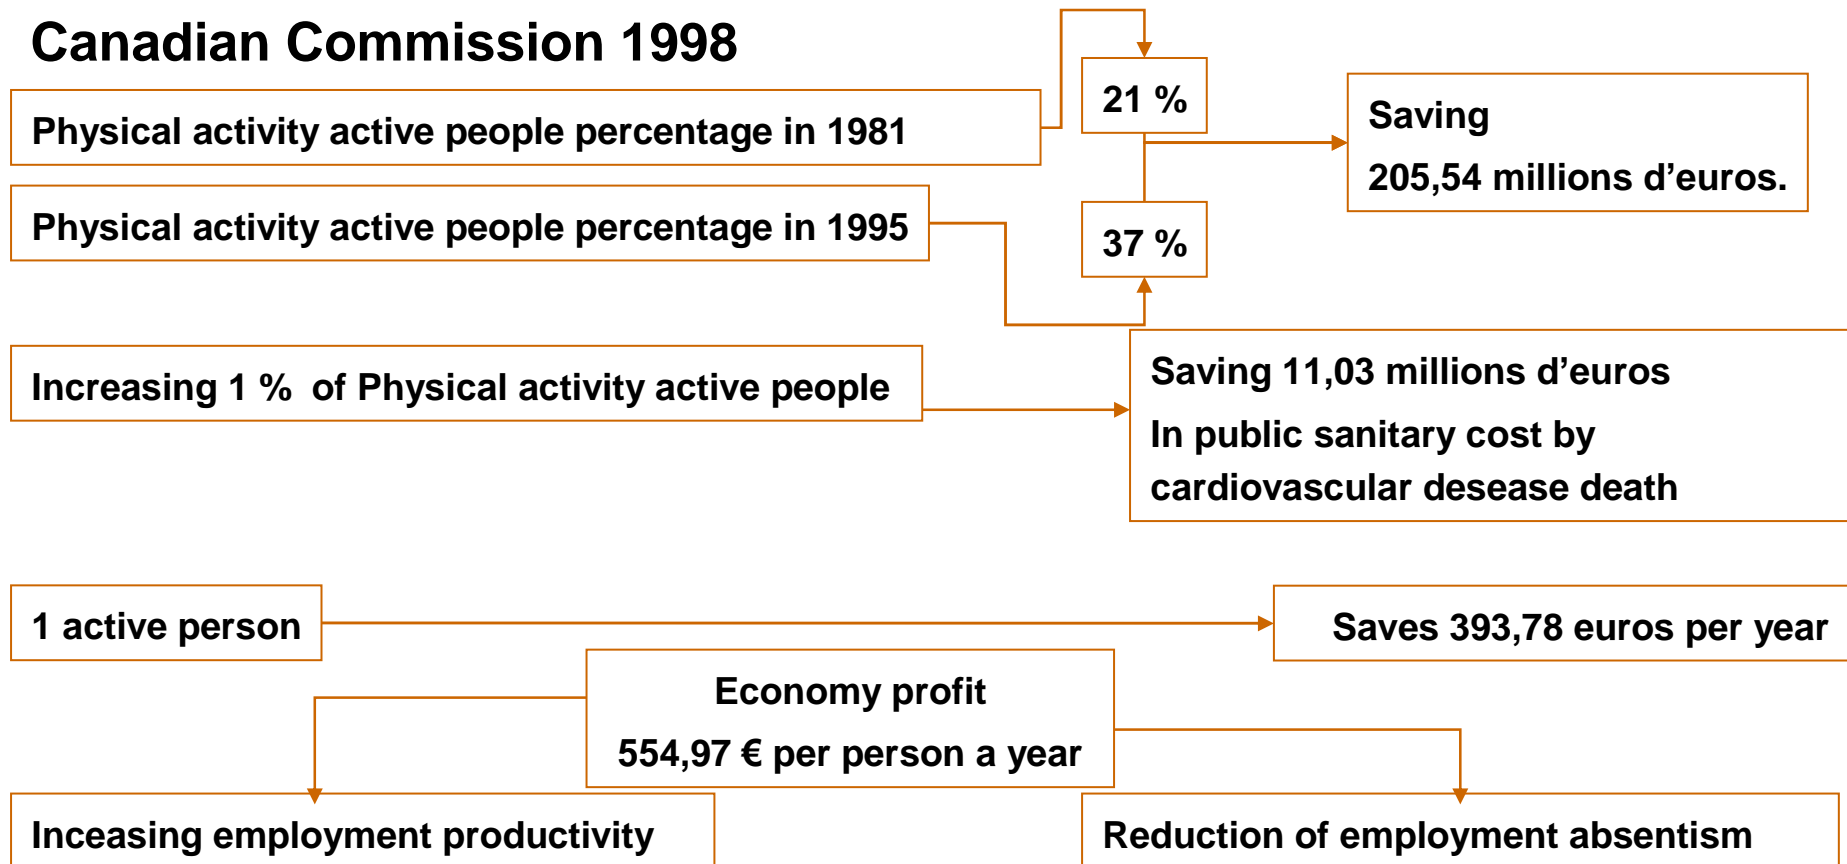 Canadian Commission 1998
Physical activity active people percentage in 1981
21 %
Saving
205,54 millions d’euros.
Physical activity active people percentage in 1995
37 %
Increasing 1 %  of Physical activity active people
Saving 11,03 millions d’euros
In public sanitary cost by
cardiovascular desease death
1 active person
Saves 393,78 euros per year
Economy profit
554,97 € per person a year
Inceasing employment productivity
Reduction of employment absentism